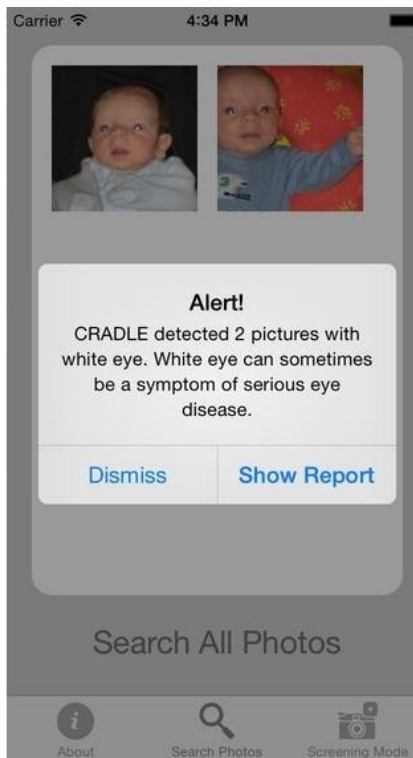 Carrier 4:34 PM
Alert!
CRADLE detected 2 pictures with
white eye. White eye can sometimes
be a symptom of serious eye
disease.
Dismiss Show Report
Search All Photos
About Search Photos Screening Mode